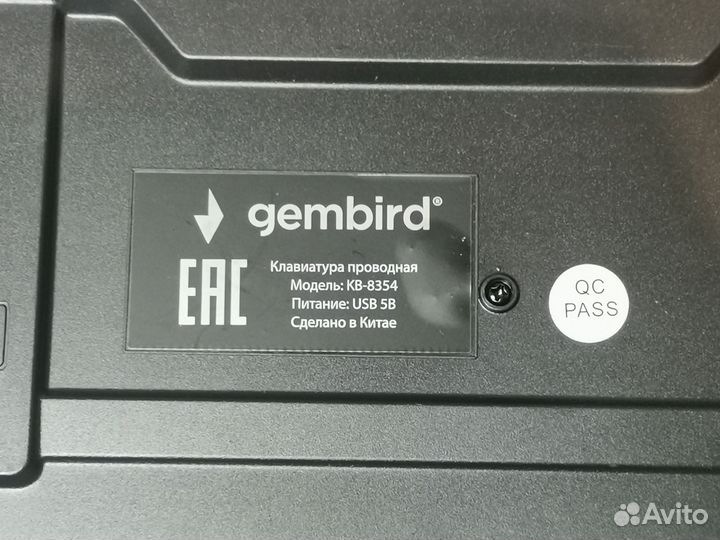 gembird®
EAC
Клавиатура проводная
Модель: KB-8354
Питание: USB 5В
Сделано в Китае
QC
PASS
Avito